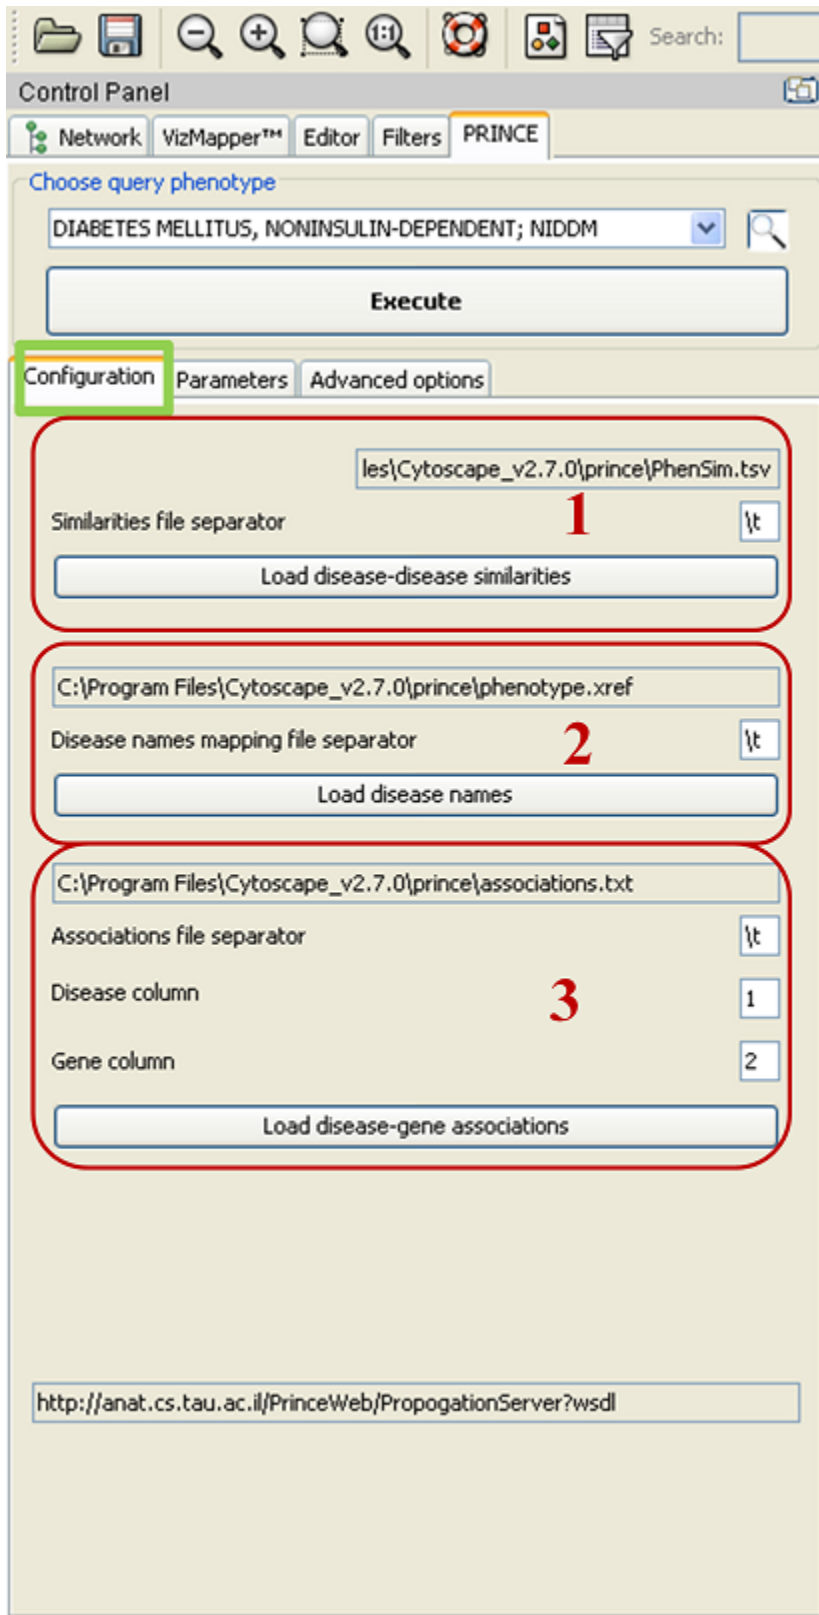 1:1
Search:
Control Panel
Network VizMapper™ Editor Filters PRINCE
Choose query phenotype
DIABETES MELLITUS, NONINSULIN-DEPENDENT; NIDDM
Execute
Configuration Parameters Advanced options
les\Cytoscape_v2.7.0\prince\PhenSim.tsv
1
Similarities file separator \t
Load disease-disease similarities
C:\Program Files\Cytoscape_v2.7.0\prince\phenotype.xref
Disease names mapping file separator 2 \t
Load disease names
C:\Program Files\Cytoscape_v2.7.0\prince\associations.txt
Associations file separator \t
Disease column 3 1
Gene column 2
Load disease-gene associations
http://anat.cs.tau.ac.il/PrinceWeb/PropogationServer?wsdl